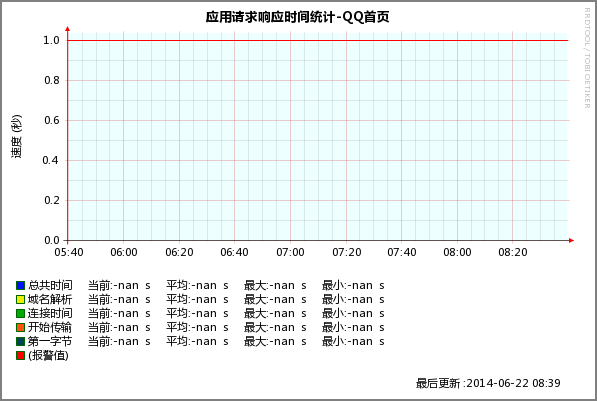 应用请求响应时间统计-QQ首页
RRDTOOL / TOBI OETIKER
速度 (秒)
1.0
0.8
0.6
0.4
0.2
0.0
05:40 06:00 06:20 06:40 07:00 07:20 07:40 08:00 08:20
总共时间 当前:-nan s 平均:-nan s 最大:-nan s 最小:-nan s
域名解析 当前:-nan s 平均:-nan s 最大:-nan s 最小:-nan s
连接时间 当前:-nan s 平均:-nan s 最大:-nan s 最小:-nan s
开始传输 当前:-nan s 平均:-nan s 最大:-nan s 最小:-nan s
第一字节 当前:-nan s 平均:-nan s 最大:-nan s 最小:-nan s
(报警值)
最后更新 :2014-06-22 08:39